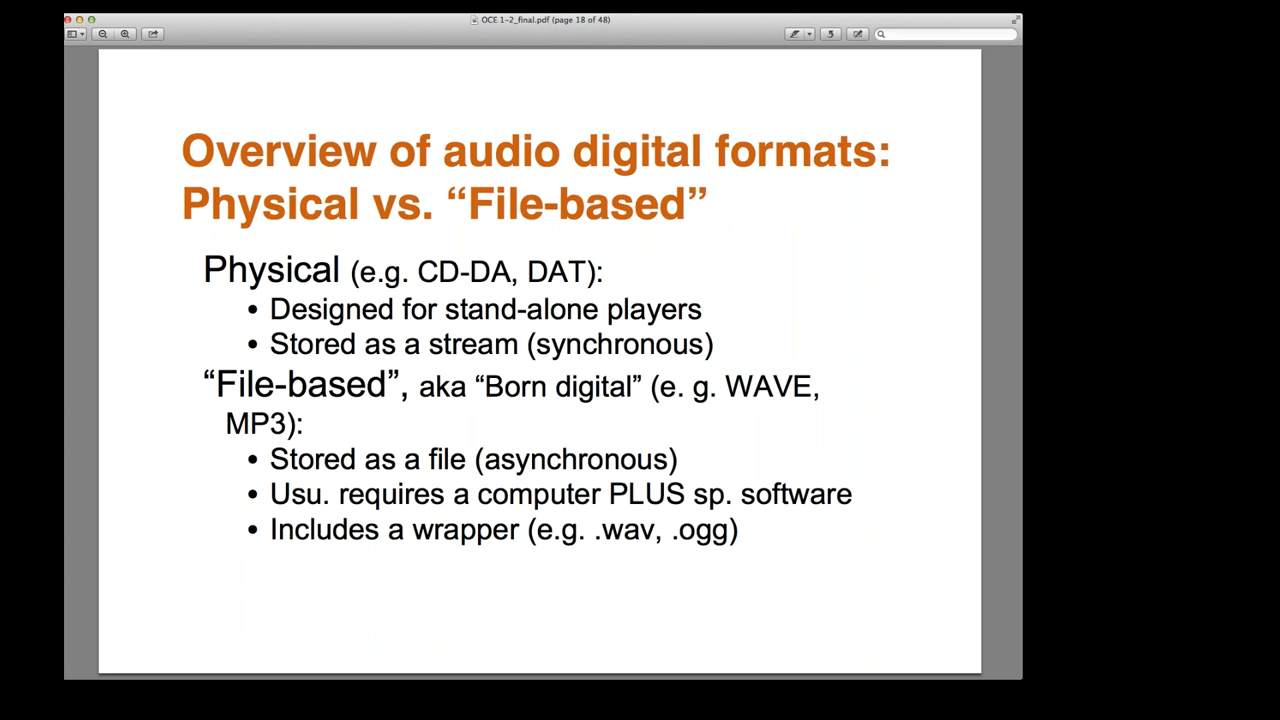 OCE 1-2_final.pdf (page 18 of 48)
Overview of audio digital formats:
Physical vs. “File-based”
Physical (e.g. CD-DA, DAT):
• Designed for stand-alone players
• Stored as a stream (synchronous)
“File-based”, aka “Born digital” (e. g. WAVE,
MP3):
• Stored as a file (asynchronous)
• Usu. requires a computer PLUS sp. software
• Includes a wrapper (e.g. .wav, .ogg)